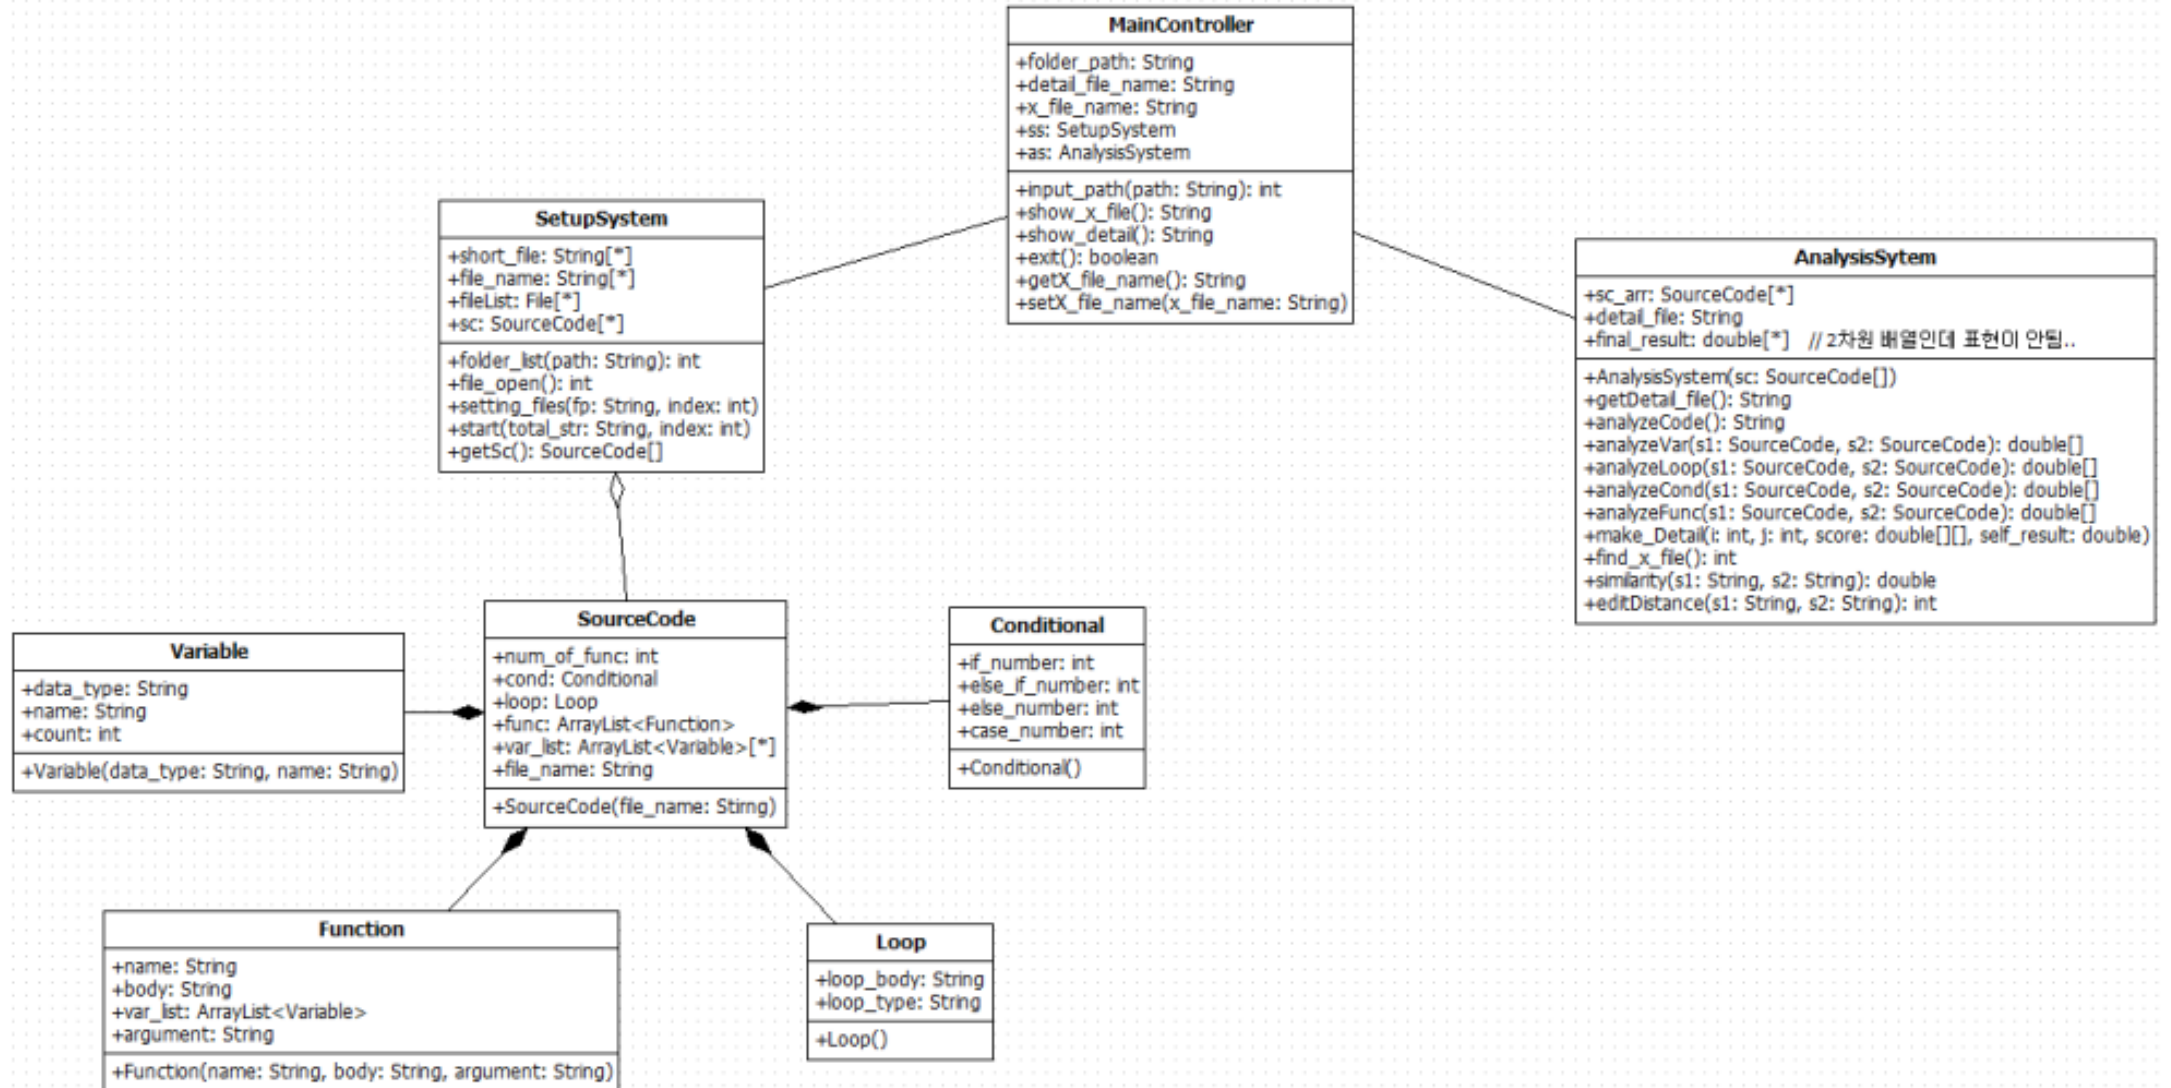 MainController
+folder_path: String
+detail_file_name: String
+x_file_name: String
+ss: SetupSystem
+as: AnalysisSystem
+input_path(path: String): int
+show_x_file(): String
+show_detail(): String
+exit(): boolean
+getX_file_name(): String
+setX_file_name(x_file_name: String)
SetupSystem
+short_file: String[*]
+file_name: String[*]
+fileList: File[*]
+sc: SourceCode[*]
+folder_list(path: String): int
+file_open(): int
+setting_files(fp: String, index: int)
+start(total_str: String, index: int)
+getSc(): SourceCode[]
AnalysisSytem
+sc_arr: SourceCode[*]
+detail_file: String
+final_result: double[*] // 2차원 배열인데 표현이 안됨..
+AnalysisSystem(sc: SourceCode[])
+getDetail_file(): String
+analyzeCode(): String
+analyzeVar(s1: SourceCode, s2: SourceCode): double[]
+analyzeLoop(s1: SourceCode, s2: SourceCode): double[]
+analyzeCond(s1: SourceCode, s2: SourceCode): double[]
+analyzeFunc(s1: SourceCode, s2: SourceCode): double[]
+make_Detail(i: int, j: int, score: double[][], self_result: double)
+find_x_file(): int
+similarity(s1: String, s2: String): double
+editDistance(s1: String, s2: String): int
Variable
+data_type: String
+name: String
+count: int
+Variable(data_type: String, name: String)
SourceCode
+num_of_func: int
+cond: Conditional
+loop: Loop
+func: ArrayList<Function>
+var_list: ArrayList<Variable>[*]
+file_name: String
+SourceCode(file_name: Stirng)
Conditional
+if_number: int
+else_if_number: int
+else_number: int
+case_number: int
+Conditional()
Function
+name: String
+body: String
+var_list: ArrayList<Variable>
+argument: String
+Function(name: String, body: String, argument: String)
Loop
+loop_body: String
+loop_type: String
+Loop()